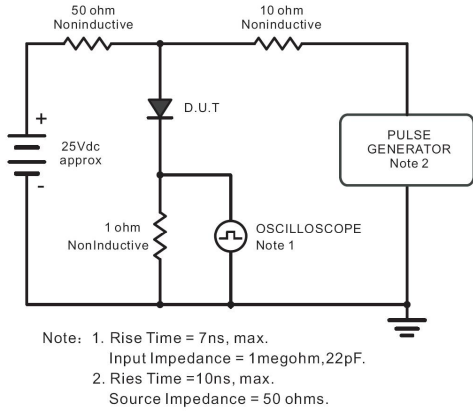 50 ohm
Noninductive
10 ohm
Noninductive
D.U.T
+
25Vdc
approx
-
PULSE
GENERATOR
Note 2
1 ohm
NonInductive
OSCILLOSCOPE
Note 1
Note: 1. Rise Time = 7ns, max.
Input Impedance = 1megohm,22pF.
2. Ries Time =10ns, max.
Source Impedance = 50 ohms.